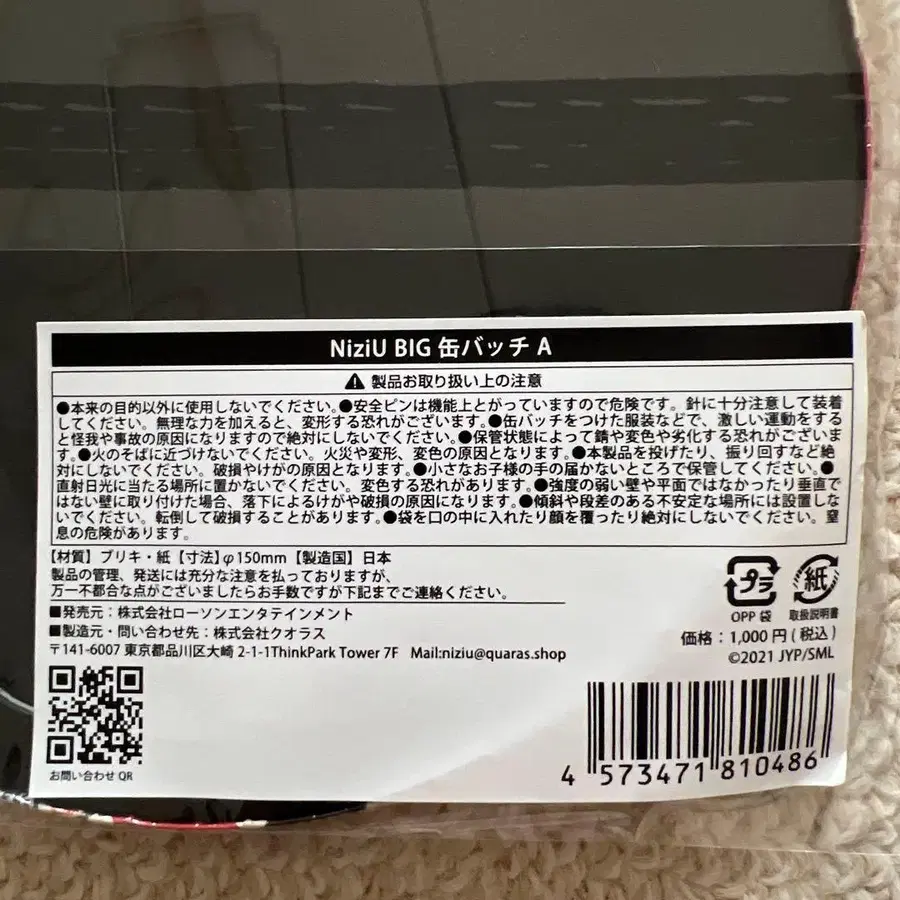 NiziU BIG 缶バッチ A
⚠ 製品お取り扱い上の注意
●本来の目的以外に使用しないでください。●安全ピンは機能上とがっていますので危険です。針に十分注意して装着
してください。無理な力を加えると、変形する恐れがございます。●缶バッチをつけた服装などで、激しい運動をする
と怪我や事故の原因になりますので絶対にしないでください。●保管状態によって錆や変色や劣化する恐れがございま
す。●火のそばに近づけないでください。火災や変形、変色の原因となります。●本製品を投げたり、振り回すなど絶
対にしないでください。破損やけがの原因となります。●小さなお子様の手の届かないところで保管してください。●
直射日光に当たる場所に置かないでください。変色する恐れがあります。●強度の弱い壁や平面ではなかったり垂直で
はない壁に取り付けた場合、落下によるけがや破損の原因になります。●傾斜や段差のある不安定な場所には設置しな
いでください。転倒して破損することがあります。●袋を口の中に入れたり顔を覆ったり絶対にしないでください。窒
息の危険があります。
【材質】ブリキ・紙【寸法】φ150mm【製造国】日本
製品の管理、発送には充分な注意を払っておりますが、
万一不都合な点がございましたらお手数ですが下記までご連絡ください。
■発売元：株式会社ローソンエンタテインメント
■製造元・問い合わせ先：株式会社クオラス
〒141-6007 東京都品川区大崎 2-1-1ThinkPark Tower 7F Mail:niziu@quaras.shop
プラ
OPP 袋
紙
取扱説明書
価格：1,000円(税込)
©2021 JYP/SML
お問い合わせ QR
4 573471 810486